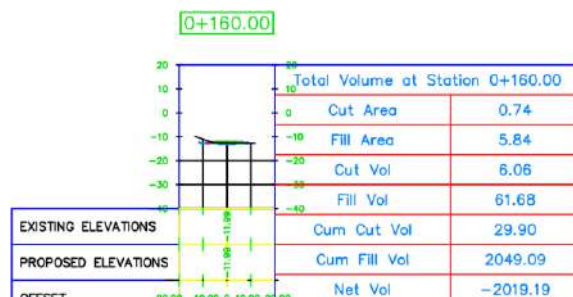 0+160.00
20 20
10 10
0 0
-10 -10
-20 -20
-30 -30
-40 -40
Total Volume at Station 0+160.00
Cut Area 0.74
Fill Area 5.84
Cut Vol 6.06
Fill Vol 61.68
Cum Cut Vol 29.90
Cum Fill Vol 2049.09
Net Vol -2019.19
EXISTING ELEVATIONS -11.99
PROPOSED ELEVATIONS -11.99
OFFSET